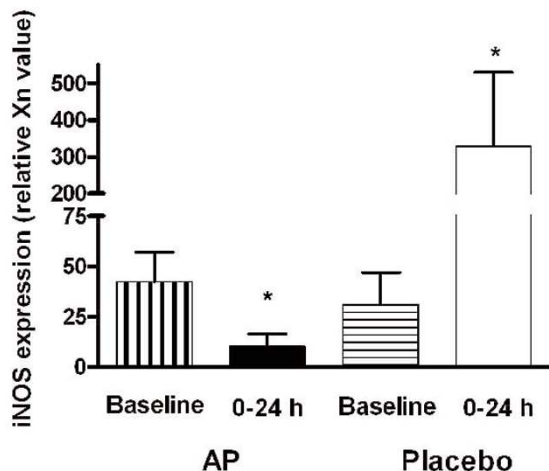 iNOS expression (relative Xn value)
500
400
300
200
75
50
25
0
*
*
Baseline
0-24 h
Baseline
0-24 h
AP
Placebo